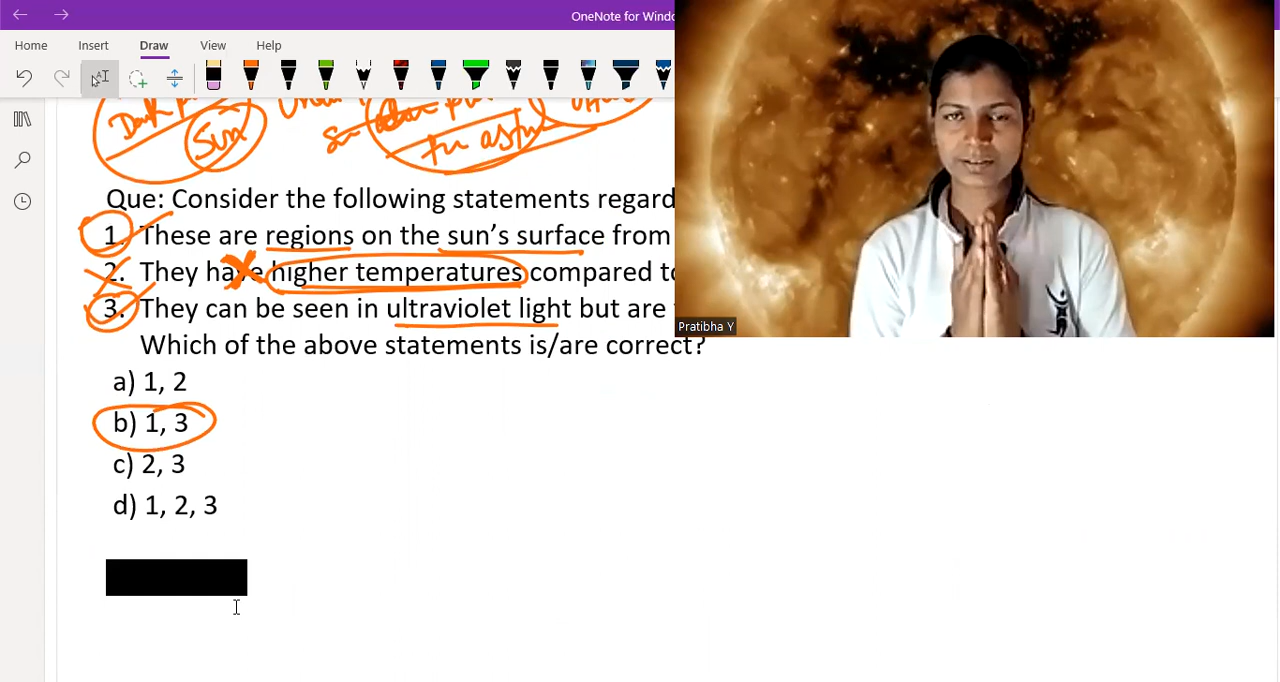 OneNote for Windo
Home Insert Draw View Help
Dark
Sun
Que: Consider the following statements regard
1. These are regions on the sun's surface from
2. They have higher temperatures compared to
3. They can be seen in ultraviolet light but are
Which of the above statements is/are correct?
a) 1, 2
b) 1, 3
c) 2, 3
d) 1, 2, 3
Pratibha Y